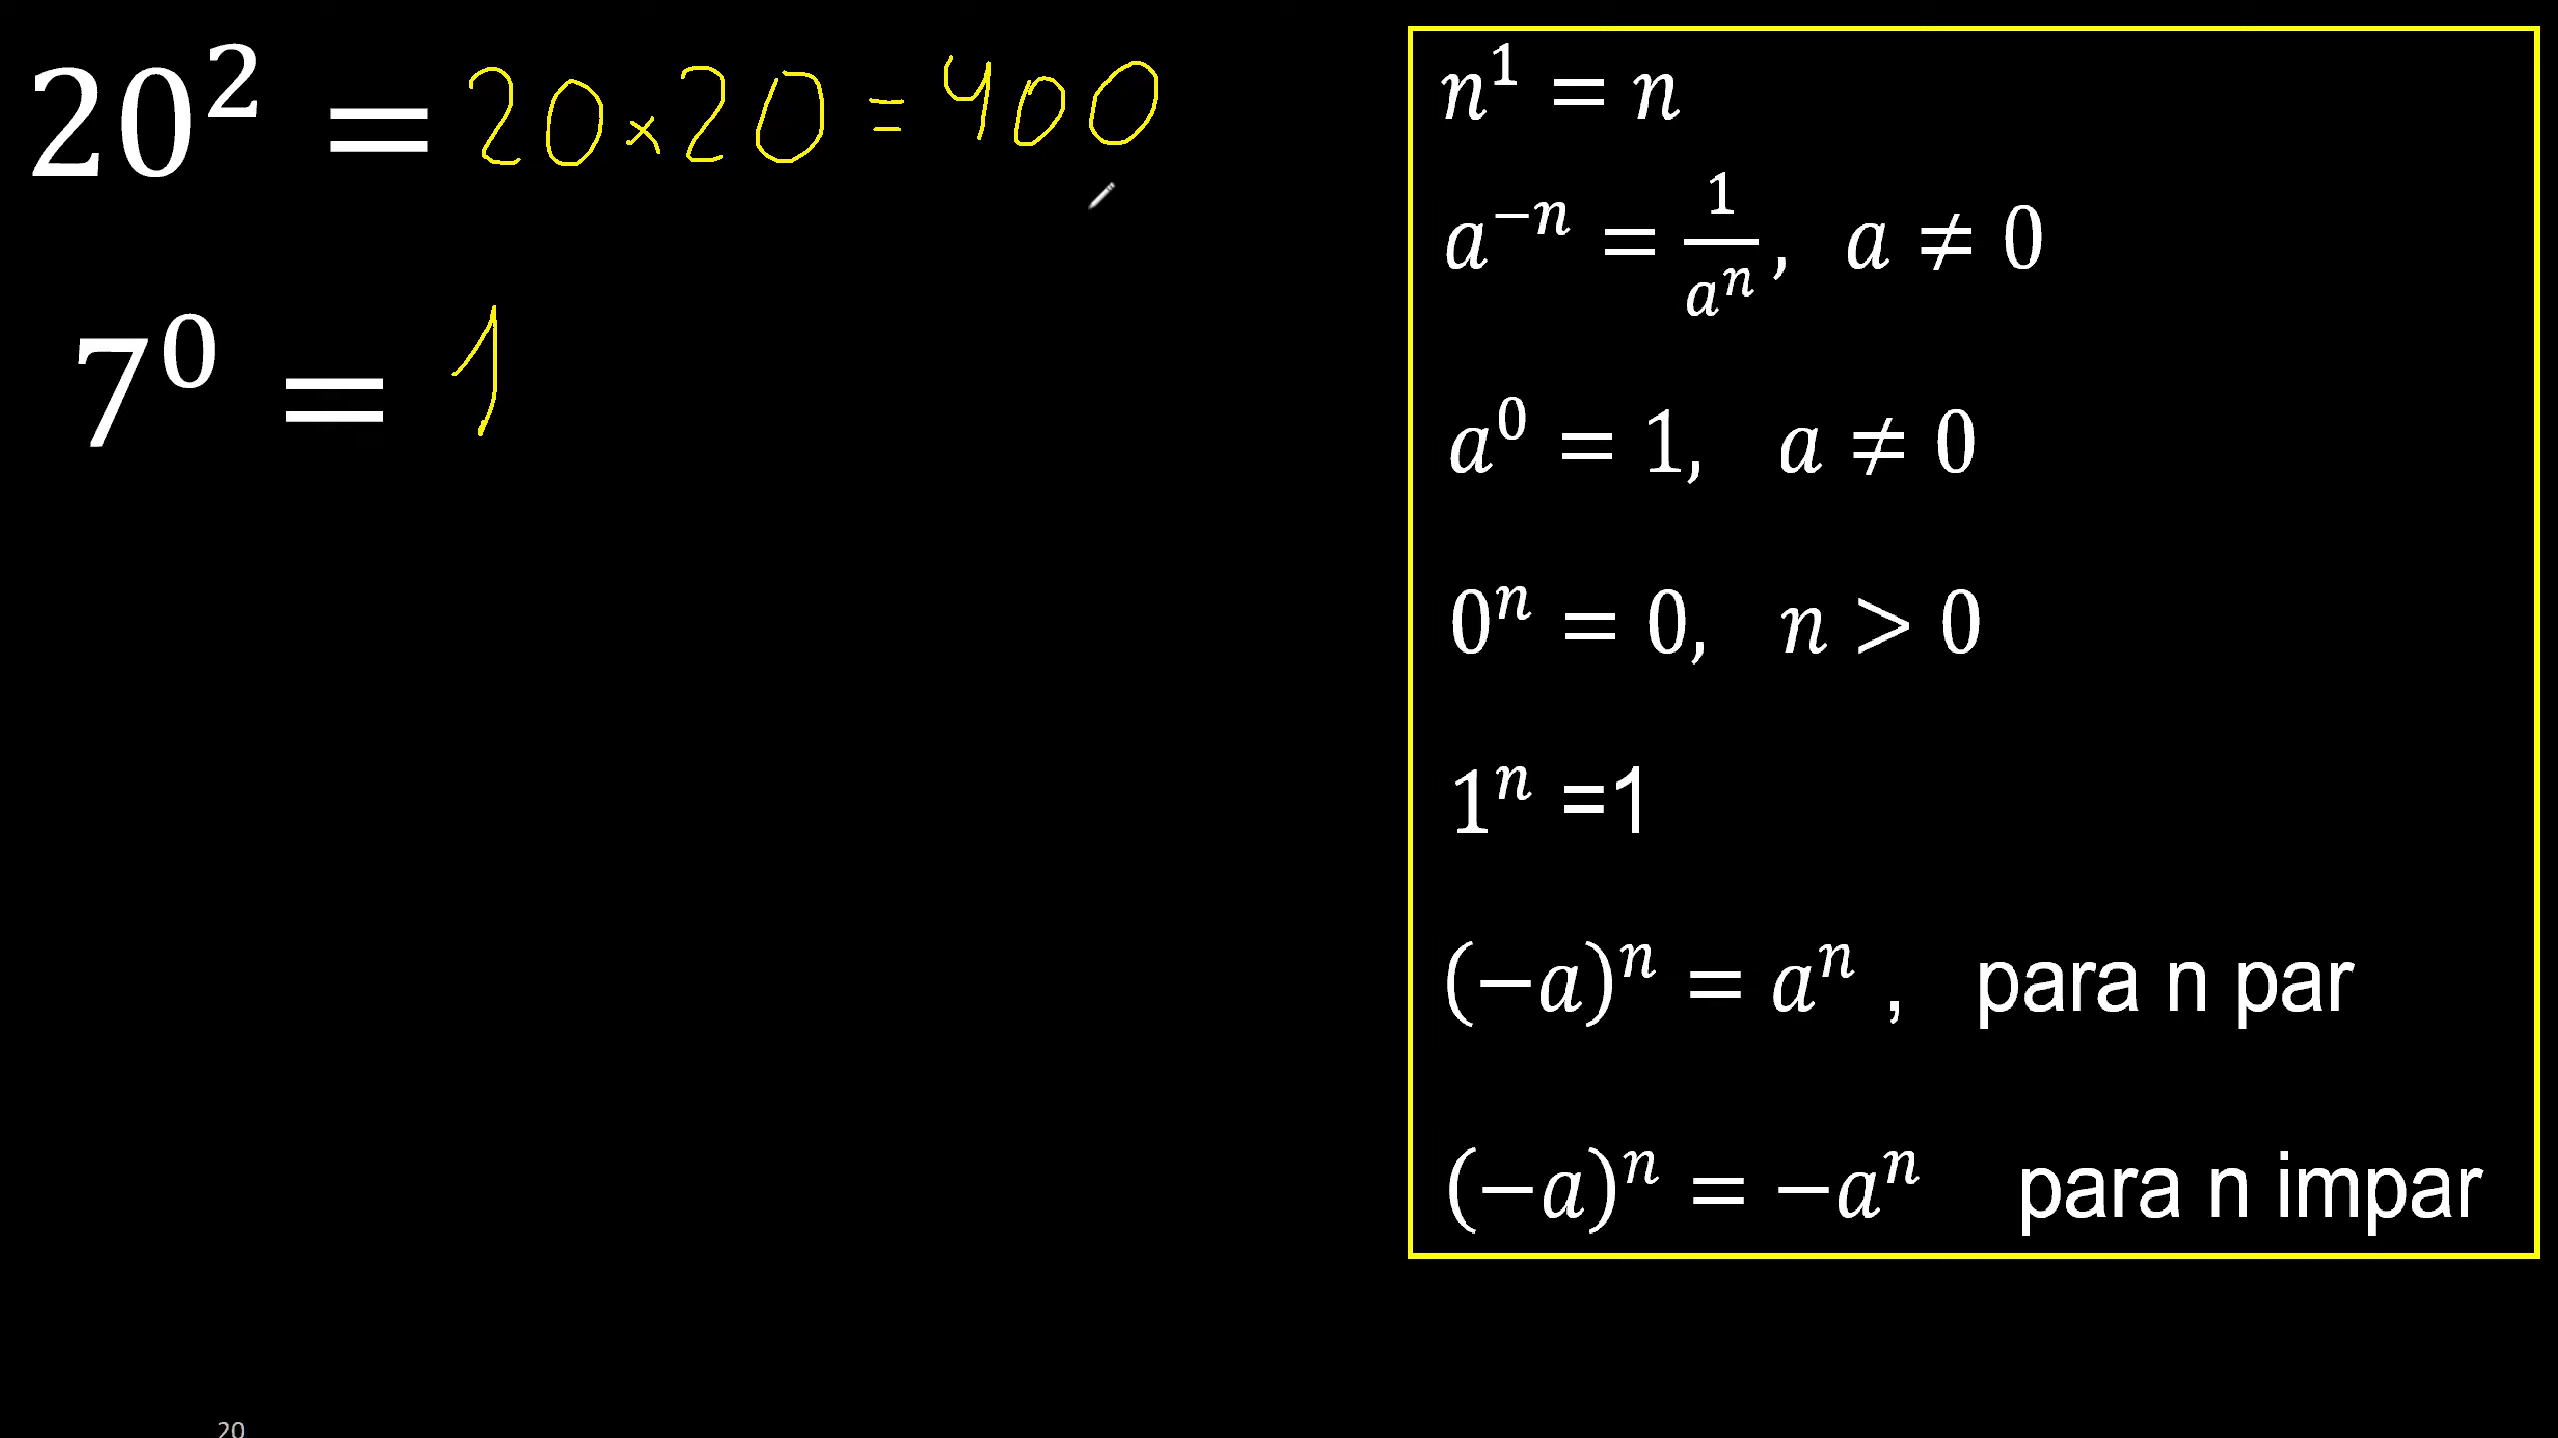 20² = 20 × 20 = 400
7⁰ = 1
n¹ = n
a⁻ⁿ = 1/aⁿ, a ≠ 0
a⁰ = 1, a ≠ 0
0ⁿ = 0, n > 0
1ⁿ =1
(−a)ⁿ = aⁿ , para n par
(−a)ⁿ = −aⁿ para n impar
20